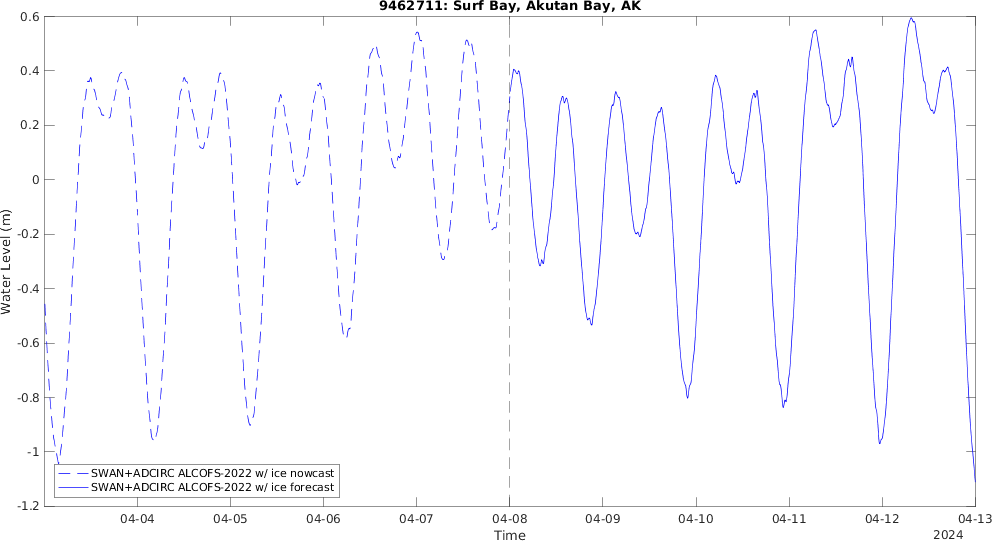 9462711: Surf Bay, Akutan Bay, AK
0.6
0.4
0.2
0
-0.2
-0.4
-0.6
-0.8
-1
-1.2
Water Level (m)
SWAN+ADCIRC ALCOFS-2022 w/ ice nowcast
SWAN+ADCIRC ALCOFS-2022 w/ ice forecast
04-04 04-05 04-06 04-07 04-08 04-09 04-10 04-11 04-12 04-13
Time
2024